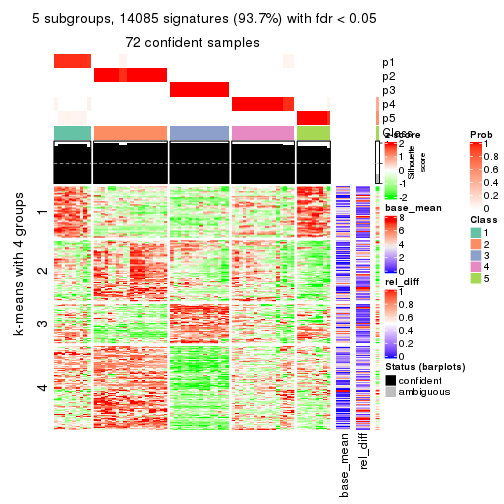 5 subgroups, 14085 signatures (93.7%) with fdr < 0.05
72 confident samples
p1
p2
p3
p4
p5
Class
Silhouette
score
k-means with 4 groups
1
2
3
4
base_mean
rel_diff
z-score
2
1
0
-1
-2
base_mean
8
6
4
2
0
rel_diff
1
0.8
0.6
0.4
0.2
0
Status (barplots)
confident
ambiguous
Prob
1
0.8
0.6
0.4
0.2
0
Class
1
2
3
4
5